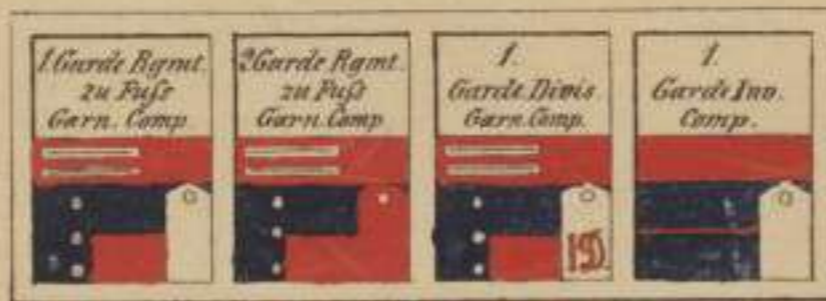 1. Garde Rgmt.
zu Fuſs
Garn. Comp
2 Garde Rgmt.
zu Fuſs
Garn. Comp
1.
Garde Divis
Garn. Comp.
1 D.
1.
Garde Inv.
Comp.